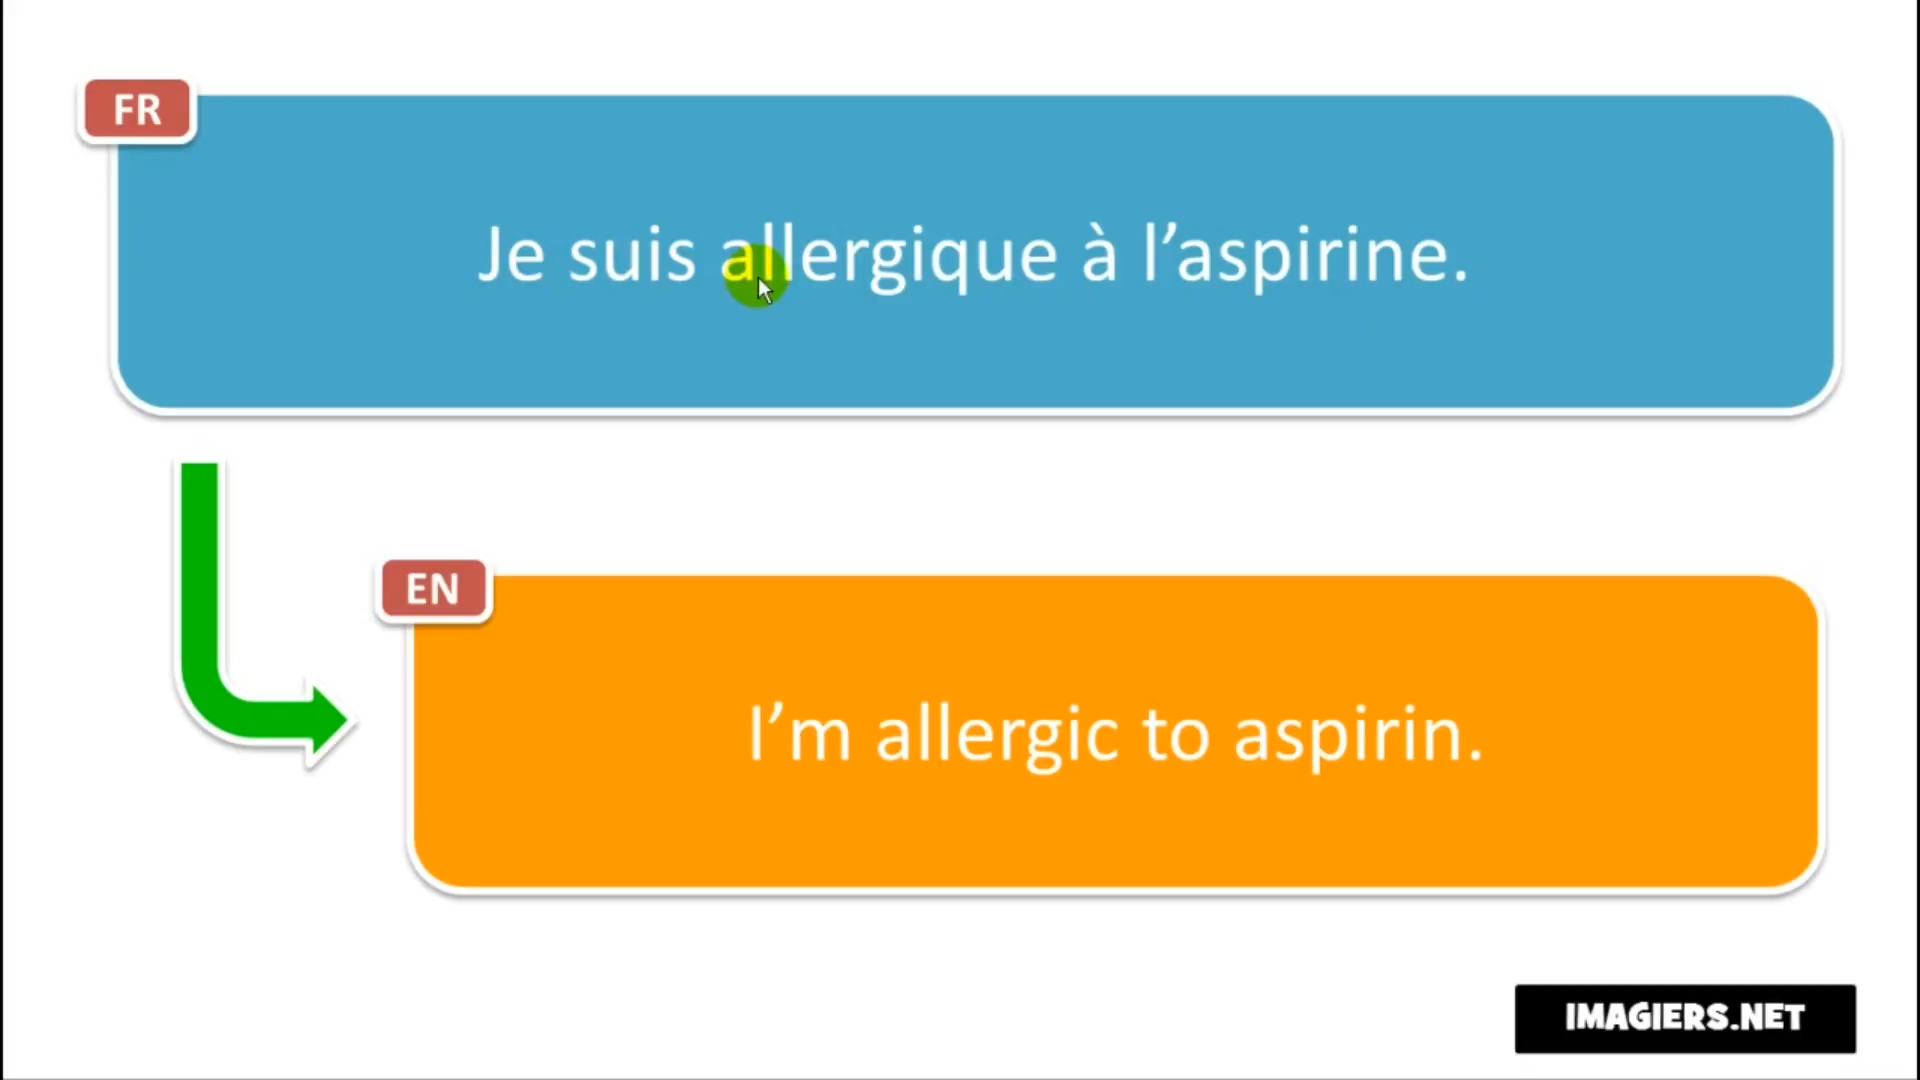 FR
Je suis allergique à l’aspirine.
EN
I’m allergic to aspirin.
IMAGIERS.NET